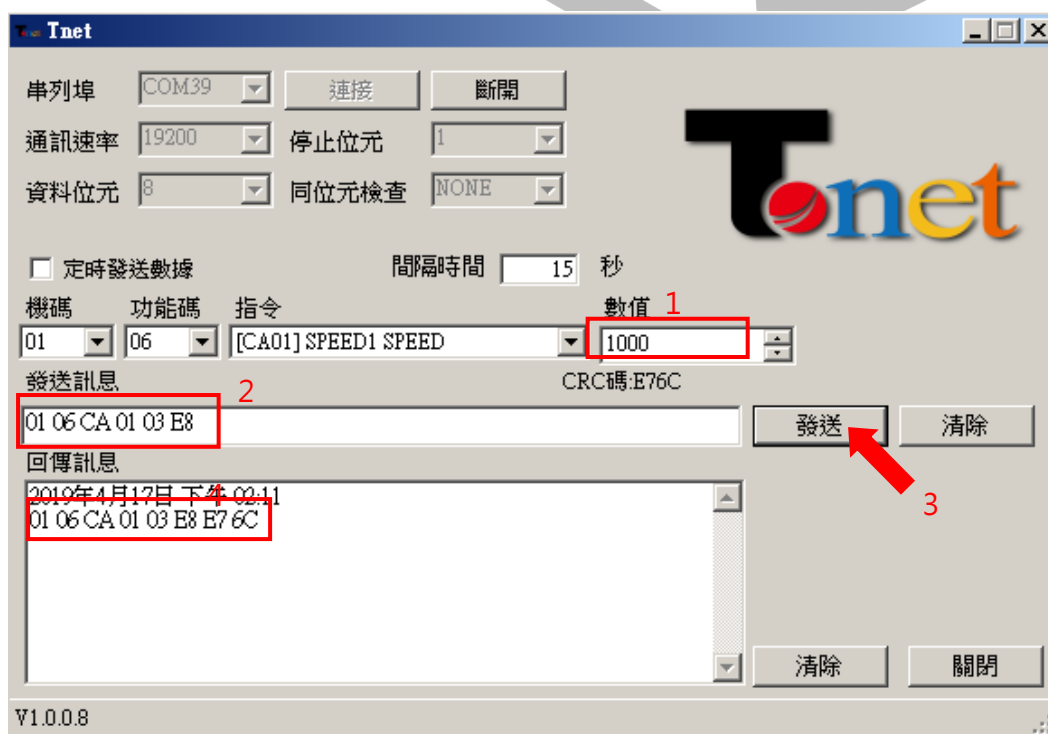 Tnet
串列埠 COM39 連接 斷開
通訊速率 19200 停止位元 1
資料位元 8 同位元檢查 NONE
Tonet
定時發送數據 間隔時間 15 秒
機碼 功能碼 指令 數值 1
01 06 [CA01] SPEED1 SPEED 1000
發送訊息 2 CRC碼:E76C
01 06 CA 01 03 E8 發送 清除
回傳訊息
2019年4月17日 下午 02:11
01 06 CA 01 03 E8 E7 6C
3
清除 關閉
V1.0.0.8